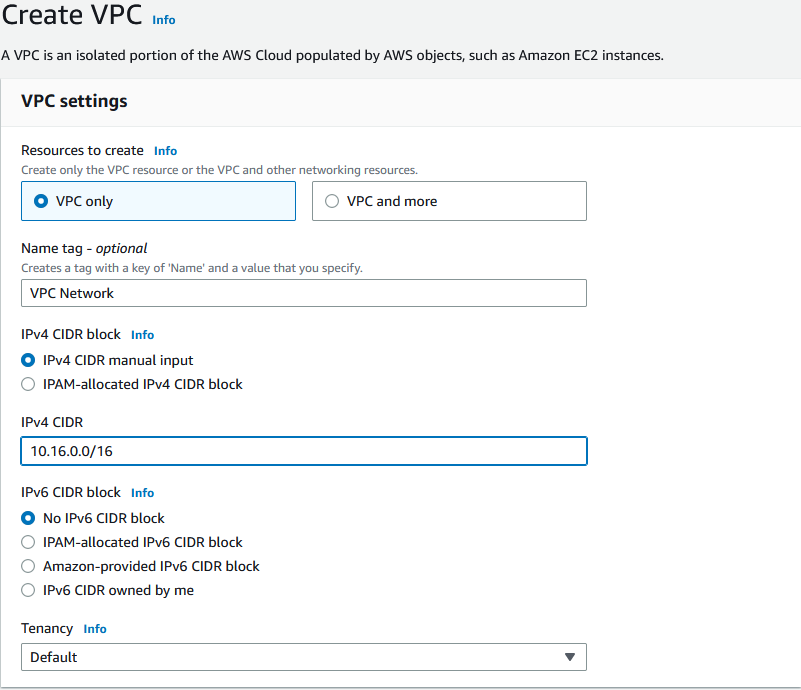 Create VPC Info
A VPC is an isolated portion of the AWS Cloud populated by AWS objects, such as Amazon EC2 instances.
VPC settings
Resources to create Info
Create only the VPC resource or the VPC and other networking resources.
VPC only VPC and more
Name tag - optional
Creates a tag with a key of 'Name' and a value that you specify.
VPC Network
IPv4 CIDR block Info
IPv4 CIDR manual input
IPAM-allocated IPv4 CIDR block
IPv4 CIDR
10.16.0.0/16
IPv6 CIDR block Info
No IPv6 CIDR block
IPAM-allocated IPv6 CIDR block
Amazon-provided IPv6 CIDR block
IPv6 CIDR owned by me
Tenancy Info
Default